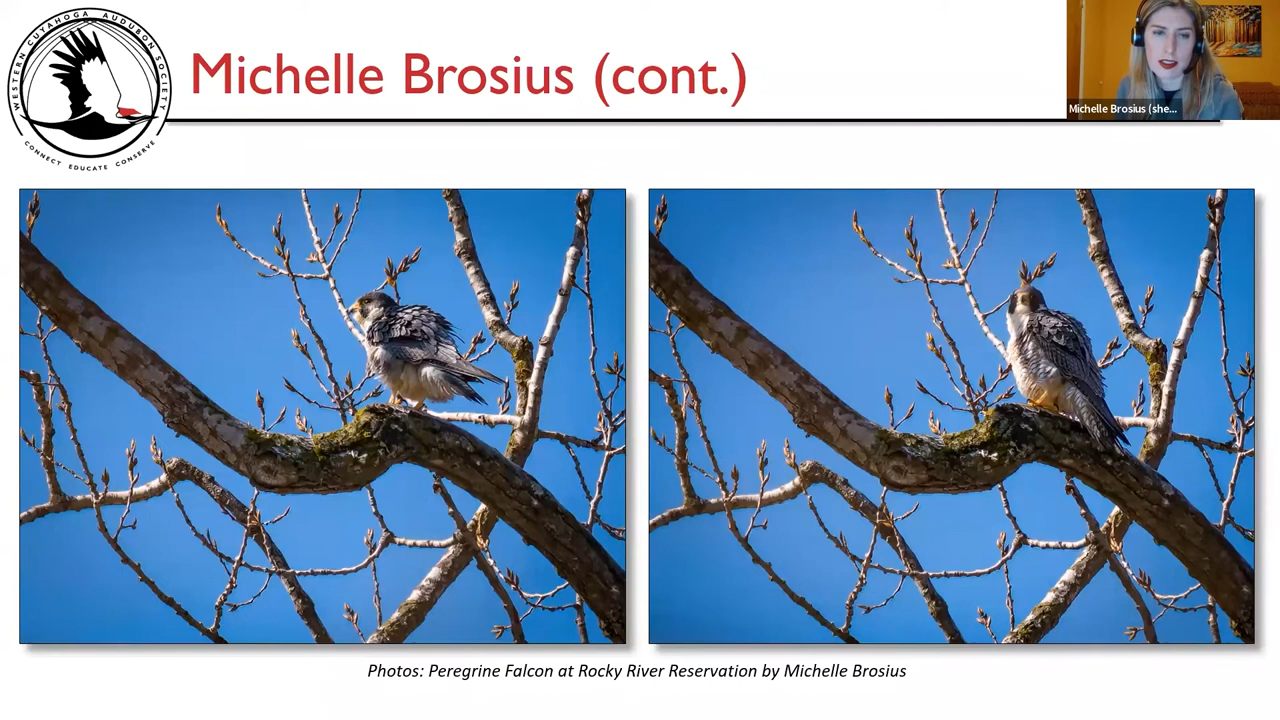 WESTERN CUYAHOGA AUDUBON SOCIETY
CONNECT EDUCATE CONSERVE
Michelle Brosius (cont.)
Michelle Brosius (she...
Photos: Peregrine Falcon at Rocky River Reservation by Michelle Brosius